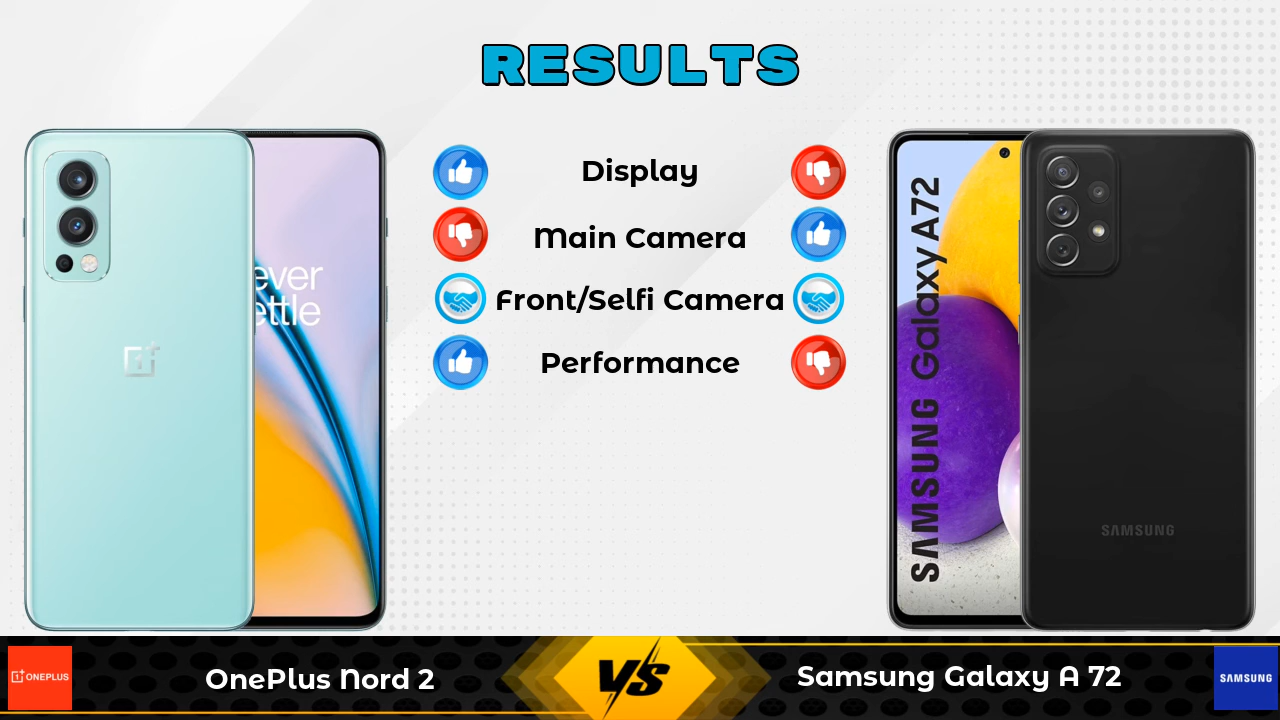 RESULTS
Display
Main Camera
Front/Selfi Camera
Performance
ever
ettle
SAMSUNG Galaxy A72
SAMSUNG
ONEPLUS
OnePlus Nord 2
VS
Samsung Galaxy A 72
SAMSUNG